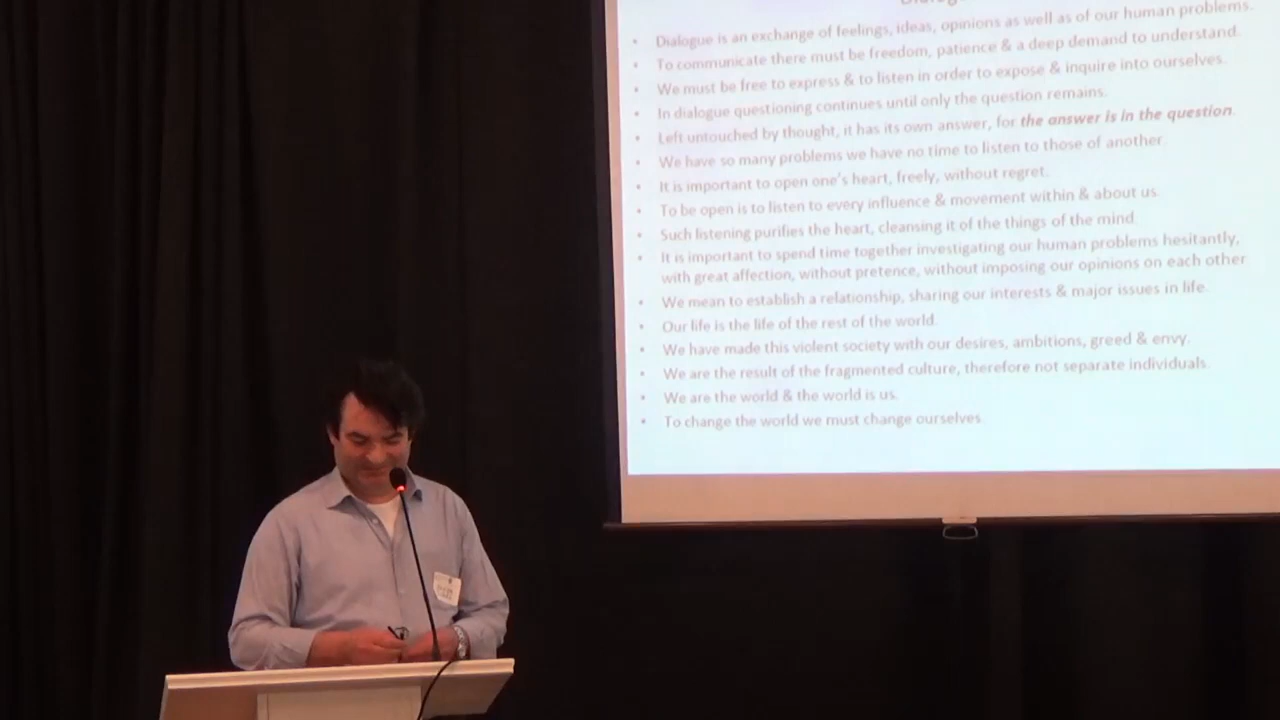 • Dialogue is an exchange of feelings, ideas, opinions as well as of our human problems.
• To communicate there must be freedom, patience & a deep demand to understand.
• We must be free to express & to listen in order to expose & inquire into ourselves.
• In dialogue questioning continues until only the question remains.
• Left untouched by thought, it has its own answer, for the answer is in the question.
• We have so many problems we have no time to listen to those of another.
• It is important to open one's heart, freely, without regret.
• To be open is to listen to every influence & movement within & about us.
• Such listening purifies the heart, cleansing it of the things of the mind.
• It is important to spend time together investigating our human problems hesitantly,
with great affection, without pretence, without imposing our opinions on each other
• We mean to establish a relationship, sharing our interests & major issues in life.
• Our life is the life of the rest of the world.
• We have made this violent society with our desires, ambitions, greed & envy.
• We are the result of the fragmented culture, therefore not separate individuals.
• We are the world & the world is us.
• To change the world we must change ourselves